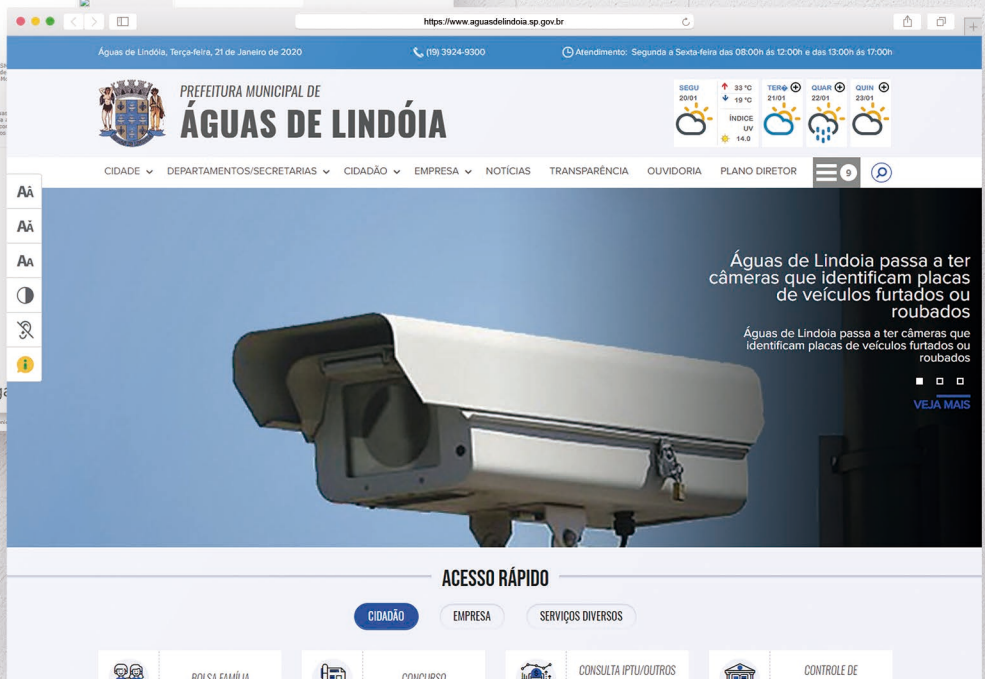 https://www.aguasdelindoia.sp.gov.br
Águas de Lindóia, Terça-feira, 21 de Janeiro de 2020
(19) 3924-9300
Atendimento: Segunda a Sexta-feira das 08:00h ás 12:00h e das 13:00h ás 17:00h
PREFEITURA MUNICIPAL DE
ÁGUAS DE LINDÓIA
SEGU
20/01
33 °C
19 °C
ÍNDICE
UV
14.0
TER�
21/01
QUAR
22/01
QUIN
23/01
CIDADE
DEPARTAMENTOS/SECRETARIAS
CIDADÃO
EMPRESA
NOTÍCIAS
TRANSPARÊNCIA
OUVIDORIA
PLANO DIRETOR
9
AA
AA
AA
Águas de Lindoia passa a ter
câmeras que identificam placas
de veículos furtados ou
roubados
Águas de Lindoia passa a ter câmeras que
identificam placas de veículos furtados ou
roubados
VEJA MAIS
ACESSO RÁPIDO
CIDADÃO
EMPRESA
SERVIÇOS DIVERSOS
BOLSA FAMÍLIA
CONCURSO
CONSULTA IPTU/OUTROS
CONTROLE DE